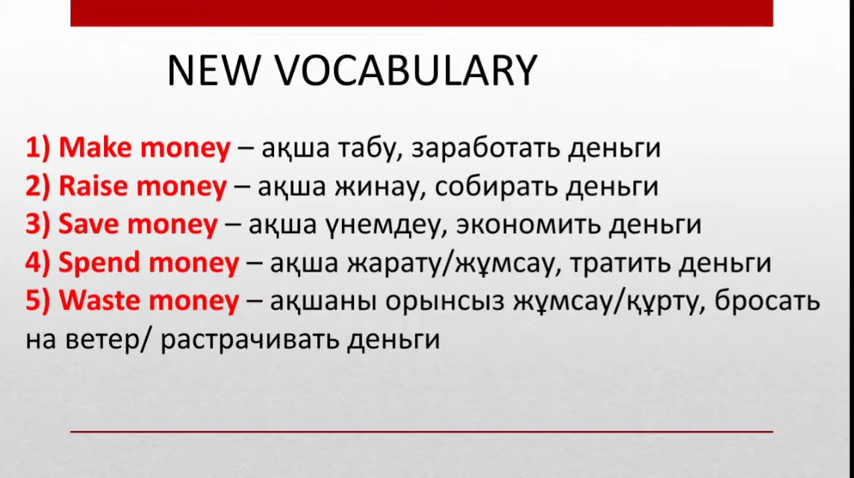 NEW VOCABULARY
1) Make money – ақша табу, заработать деньги
2) Raise money – ақша жинау, собирать деньги
3) Save money – ақша үнемдеу, экономить деньги
4) Spend money – ақша жарату/жұмсау, тратить деньги
5) Waste money – ақшаны орынсыз жұмсау/құрту, бросать
на ветер/ растрачивать деньги